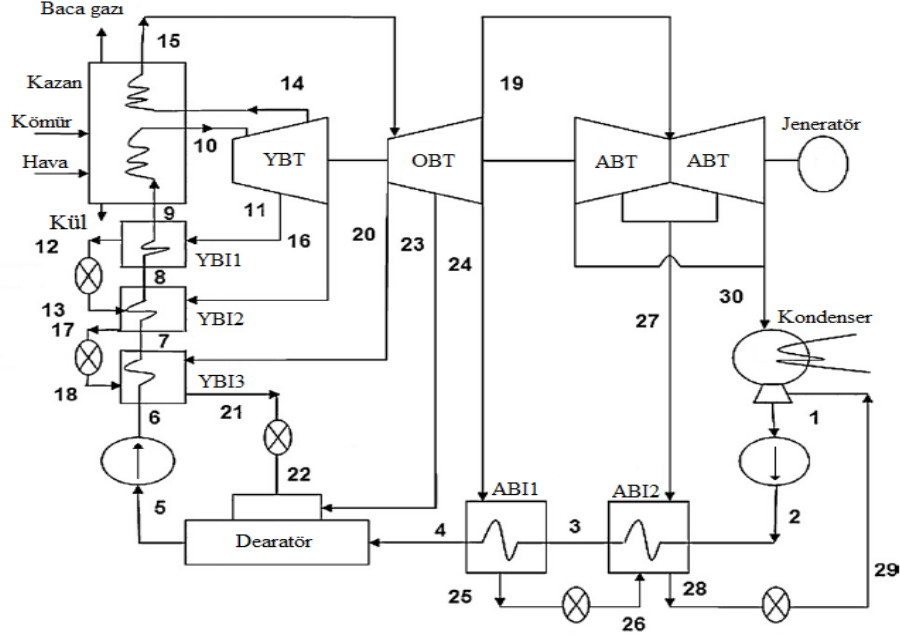 Baca gazı
15
19
Kazan
14
Kömür
10
Jeneratör
YBT
OBT
ABT
ABT
Hava
Kül
9
11
16
20
23
24
12
YBI1
8
27
30
13
Kondenser
17
YBI2
7
18
YBI3
6
21
1
22
ABI1
ABI2
5
4
3
2
Dearatör
25
28
29
26